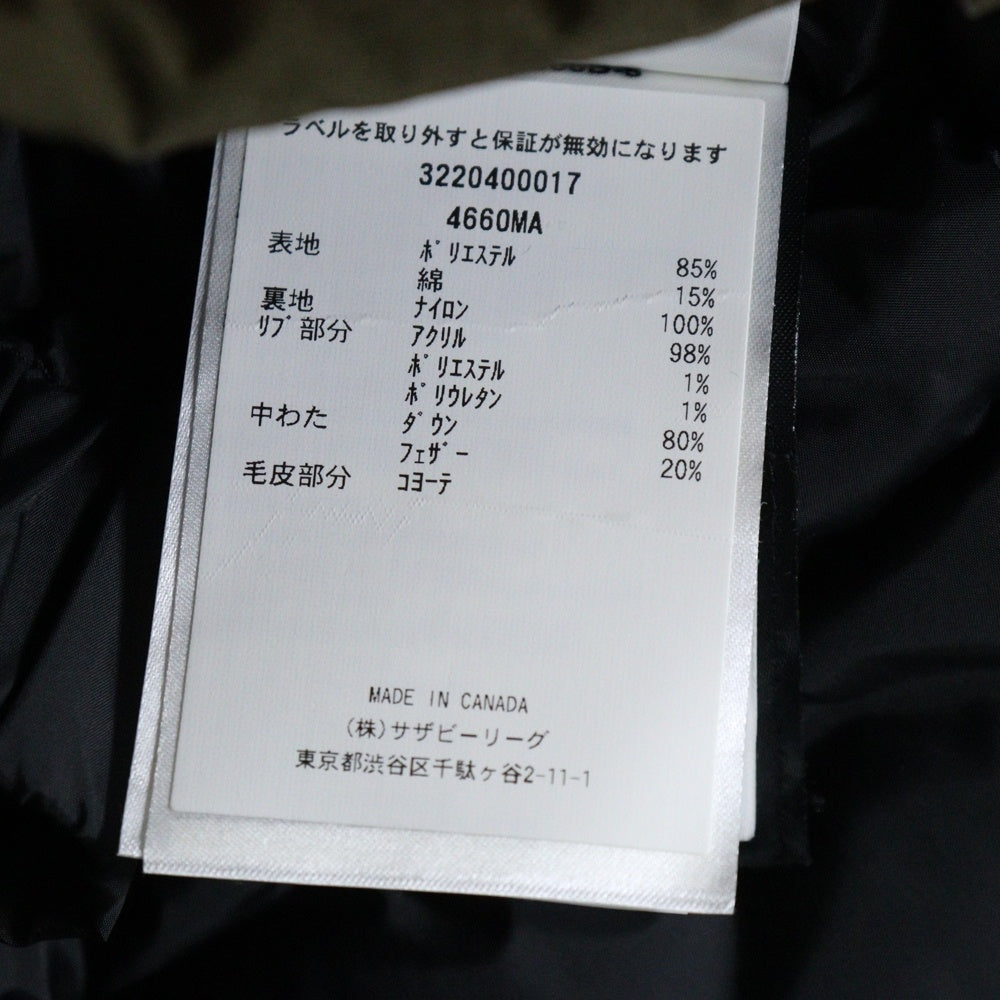 ラベルを取り外すと保証が無効になります
3220400017
4660MA
表地 ポリエステル 85%
綿 15%
裏地 ナイロン 100%
リブ部分 アクリル 98%
ポリエステル 1%
ポリウレタン 1%
中わた ダウン 80%
フェザー 20%
毛皮部分 コヨーテ
MADE IN CANADA
(株)サザビーリーグ
東京都渋谷区千駄ヶ谷2-11-1